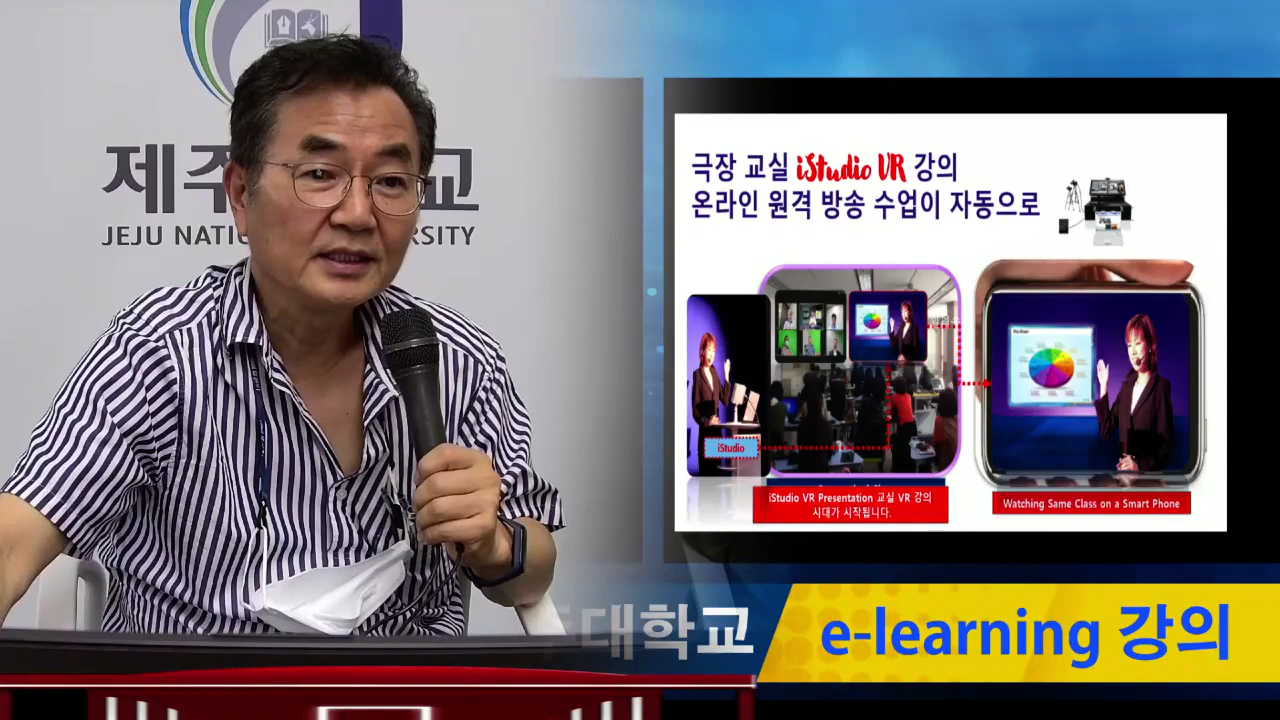 제주 교
JEJU NATIO ERSITY
극장 교실 iStudio VR 강의
온라인 원격 방송 수업이 자동으로
iStudio
iStudio VR Presentation 교실 VR 강의
시대가 시작됩니다.
Watching Same Class on a Smart Phone
대학교
e-learning 강의